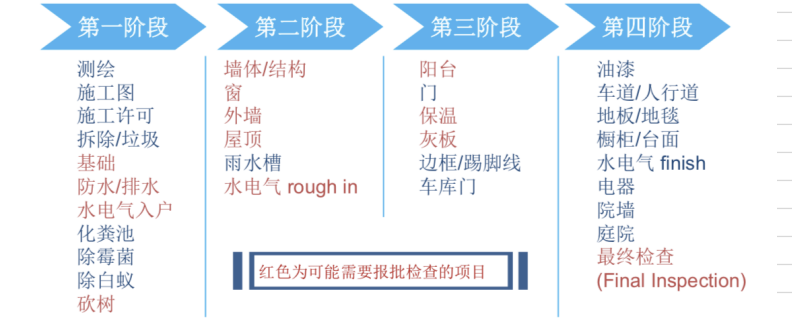 第一阶段
测绘
施工图
施工许可
拆除/垃圾
基础
防水/排水
水电气入户
化粪池
除霉菌
除白蚁
砍树
第二阶段
墙体/结构
窗
外墙
屋顶
雨水槽
水电气 rough in
第三阶段
阳台
门
保温
灰板
边框/踢脚线
车库门
第四阶段
油漆
车道/人行道
地板/地毯
橱柜/台面
水电气 finish
电器
院墙
庭院
最终检查
(Final Inspection)
红色为可能需要报批检查的项目